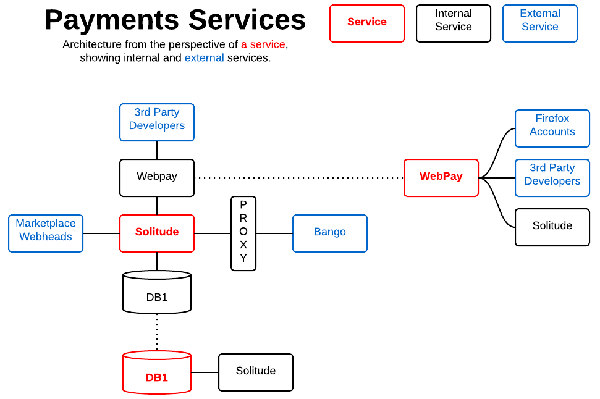 Payments Services
Architecture from the perspective of a service,
showing internal and external services.
Service
Internal
Service
External
Service
3rd Party
Developers
Webpay
Marketplace
Webheads
Solitude
P
R
O
X
Y
Bango
DB1
DB1
Solitude
WebPay
Firefox
Accounts
3rd Party
Developers
Solitude